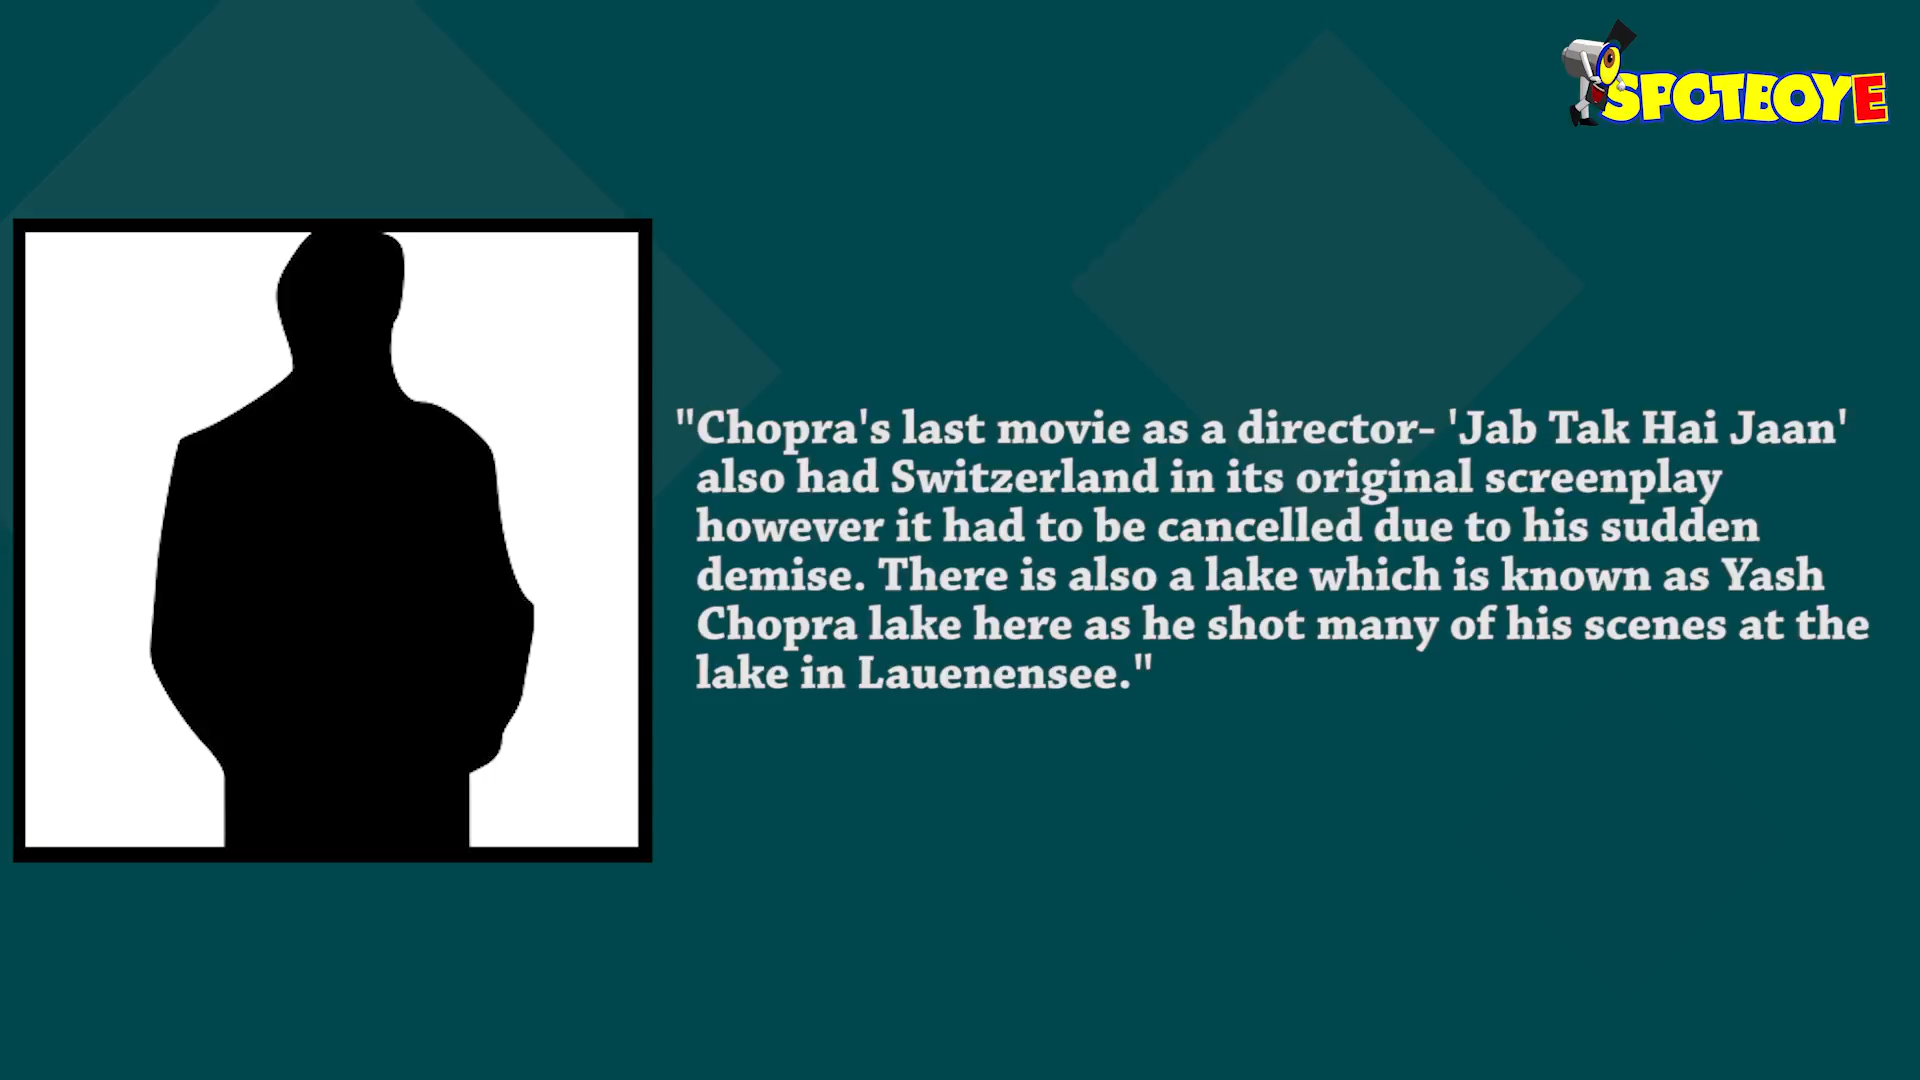 SPOTBOYE
"Chopra's last movie as a director- 'Jab Tak Hai Jaan'
also had Switzerland in its original screenplay
however it had to be cancelled due to his sudden
demise. There is also a lake which is known as Yash
Chopra lake here as he shot many of his scenes at the
lake in Lauenensee."